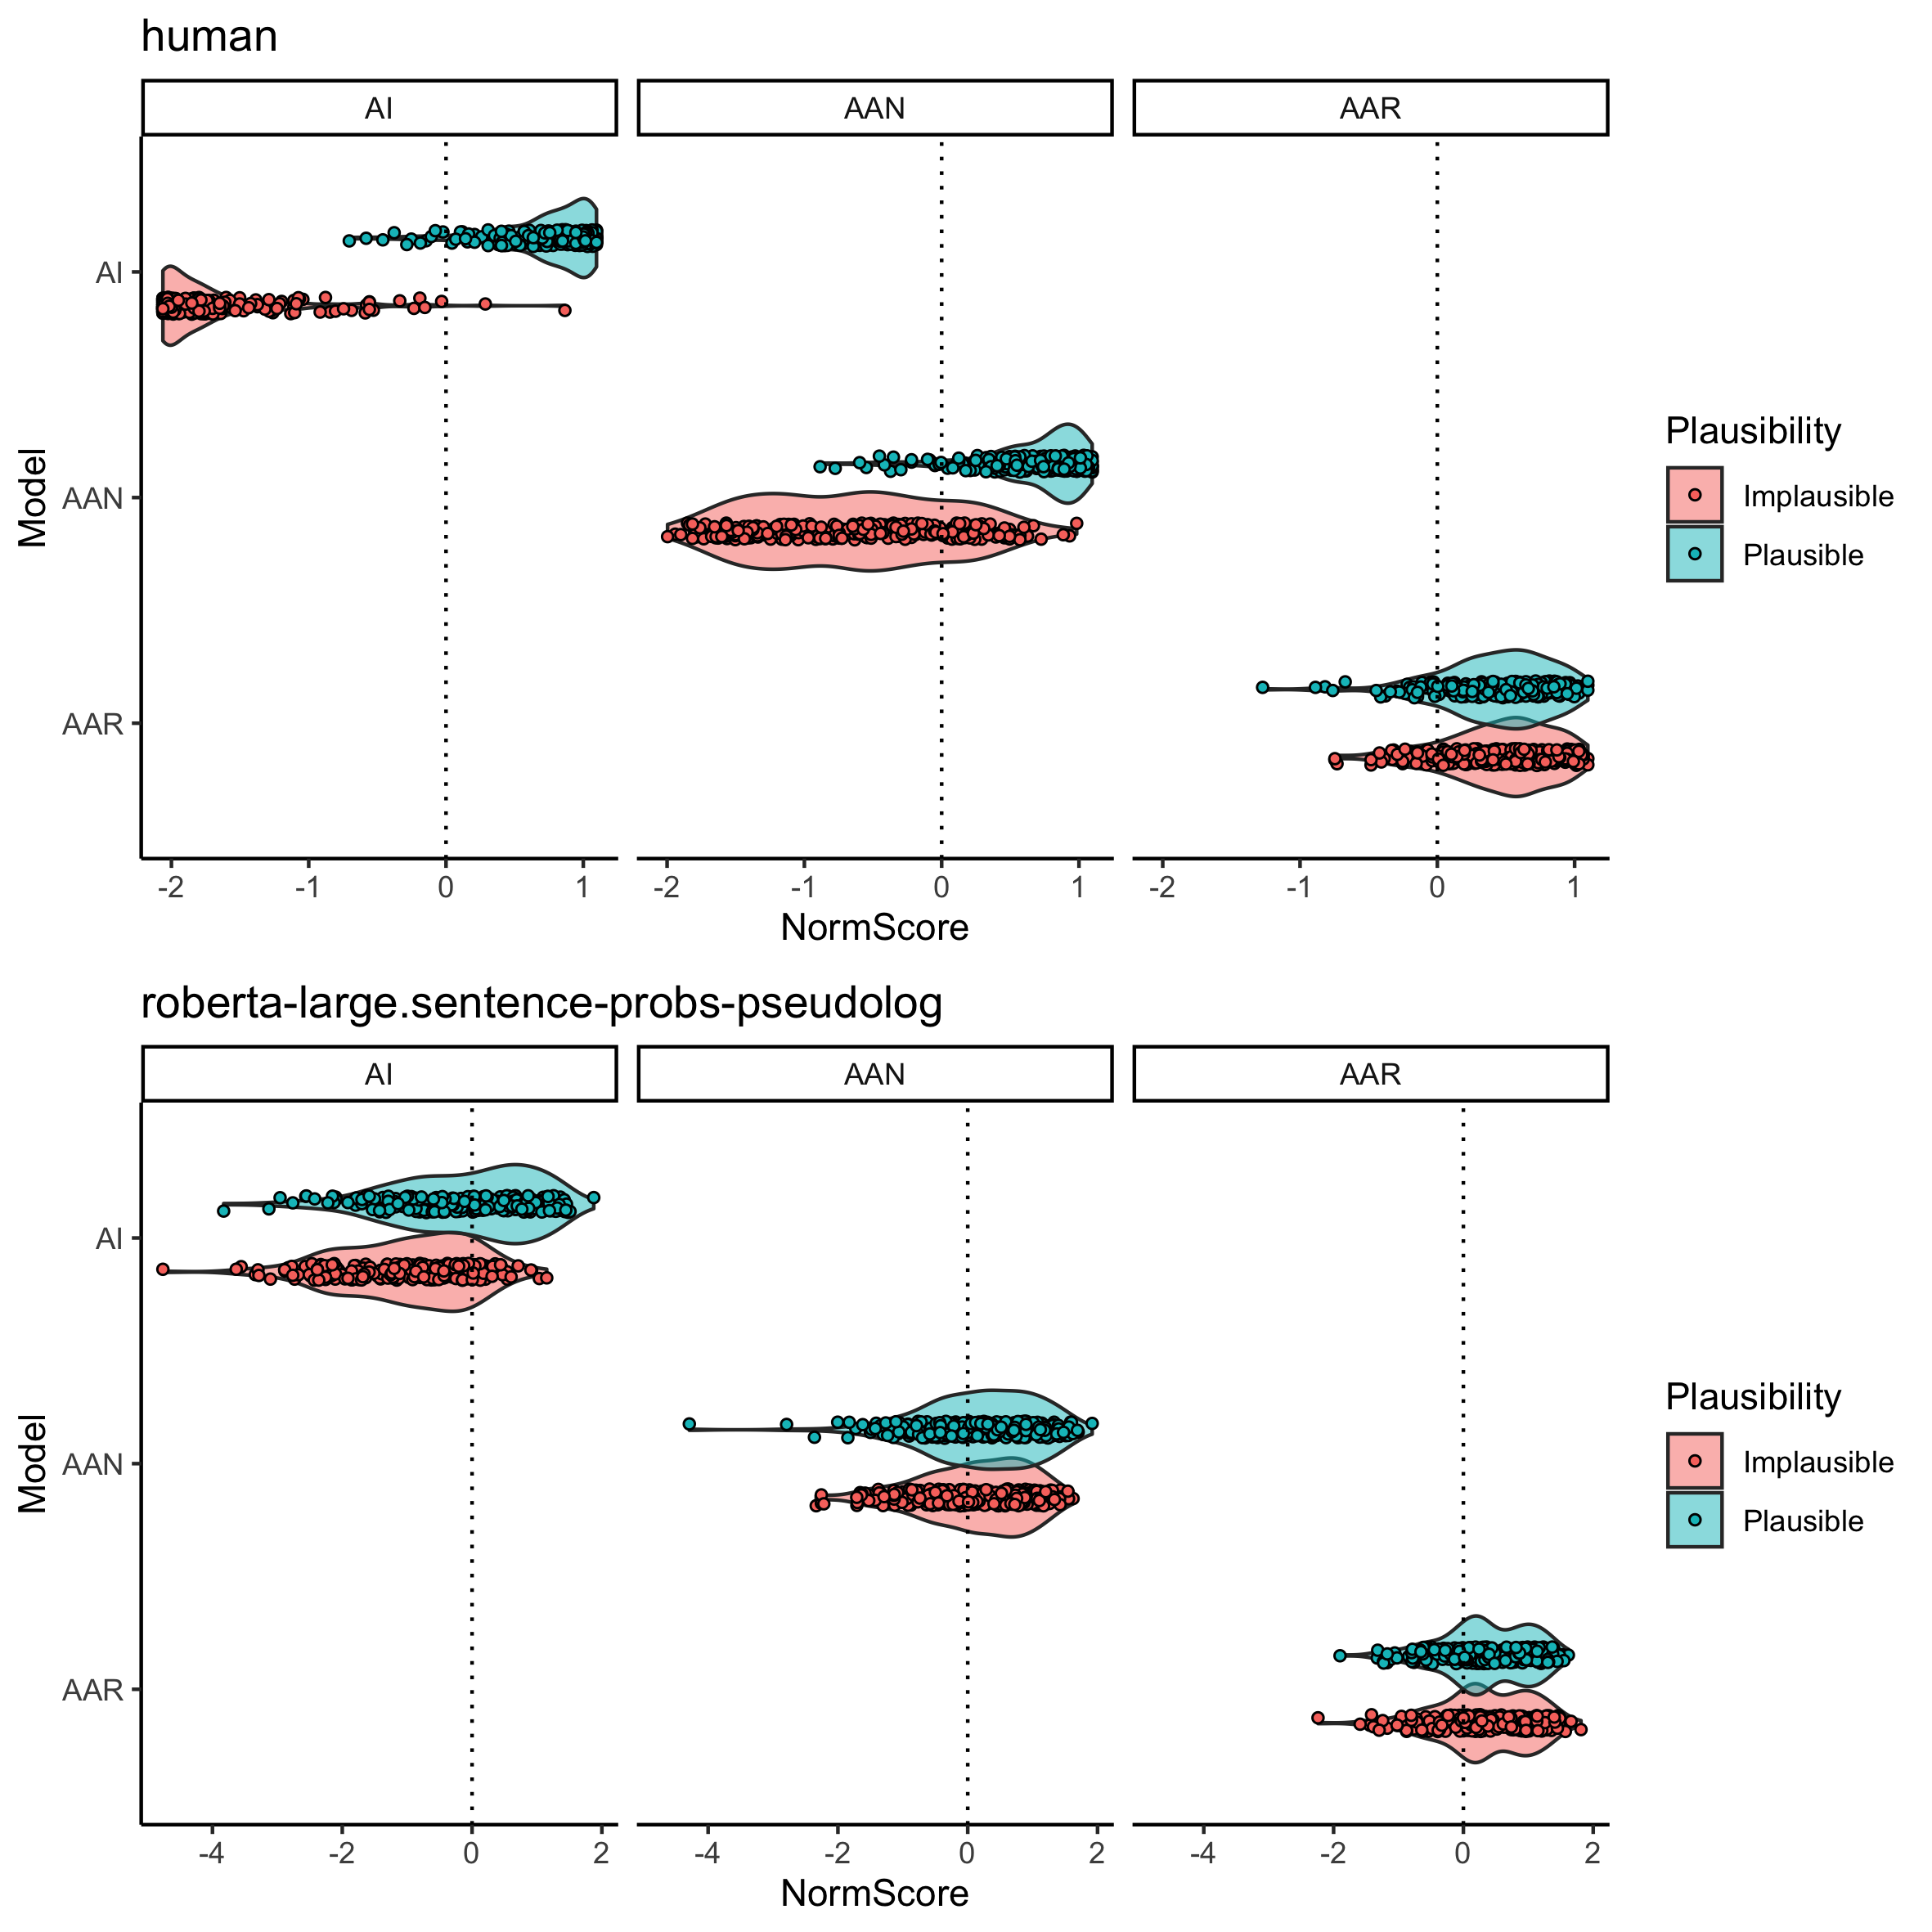 human
AI AAN AAR
AI
AAN
AAR
Model
-2 -1 0 1 -2 -1 0 1 -2 -1 0 1
NormScore
Plausibility
Implausible
Plausible
roberta-large.sentence-probs-pseudolog
AI AAN AAR
AI
AAN
AAR
Model
-4 -2 0 2 -4 -2 0 2 -4 -2 0 2
NormScore
Plausibility
Implausible
Plausible